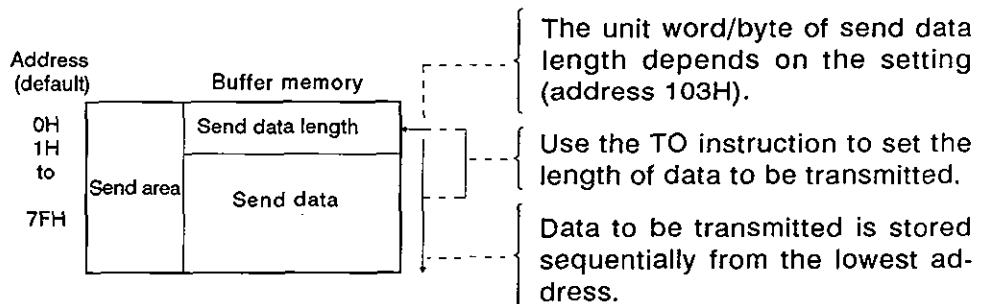 Address
(default)
Buffer memory
0H
1H
to
7FH
Send area
Send data length
Send data
The unit word/byte of send data
length depends on the setting
(address 103H).
Use the TO instruction to set the
length of data to be transmitted.
Data to be transmitted is stored
sequentially from the lowest ad-
dress.